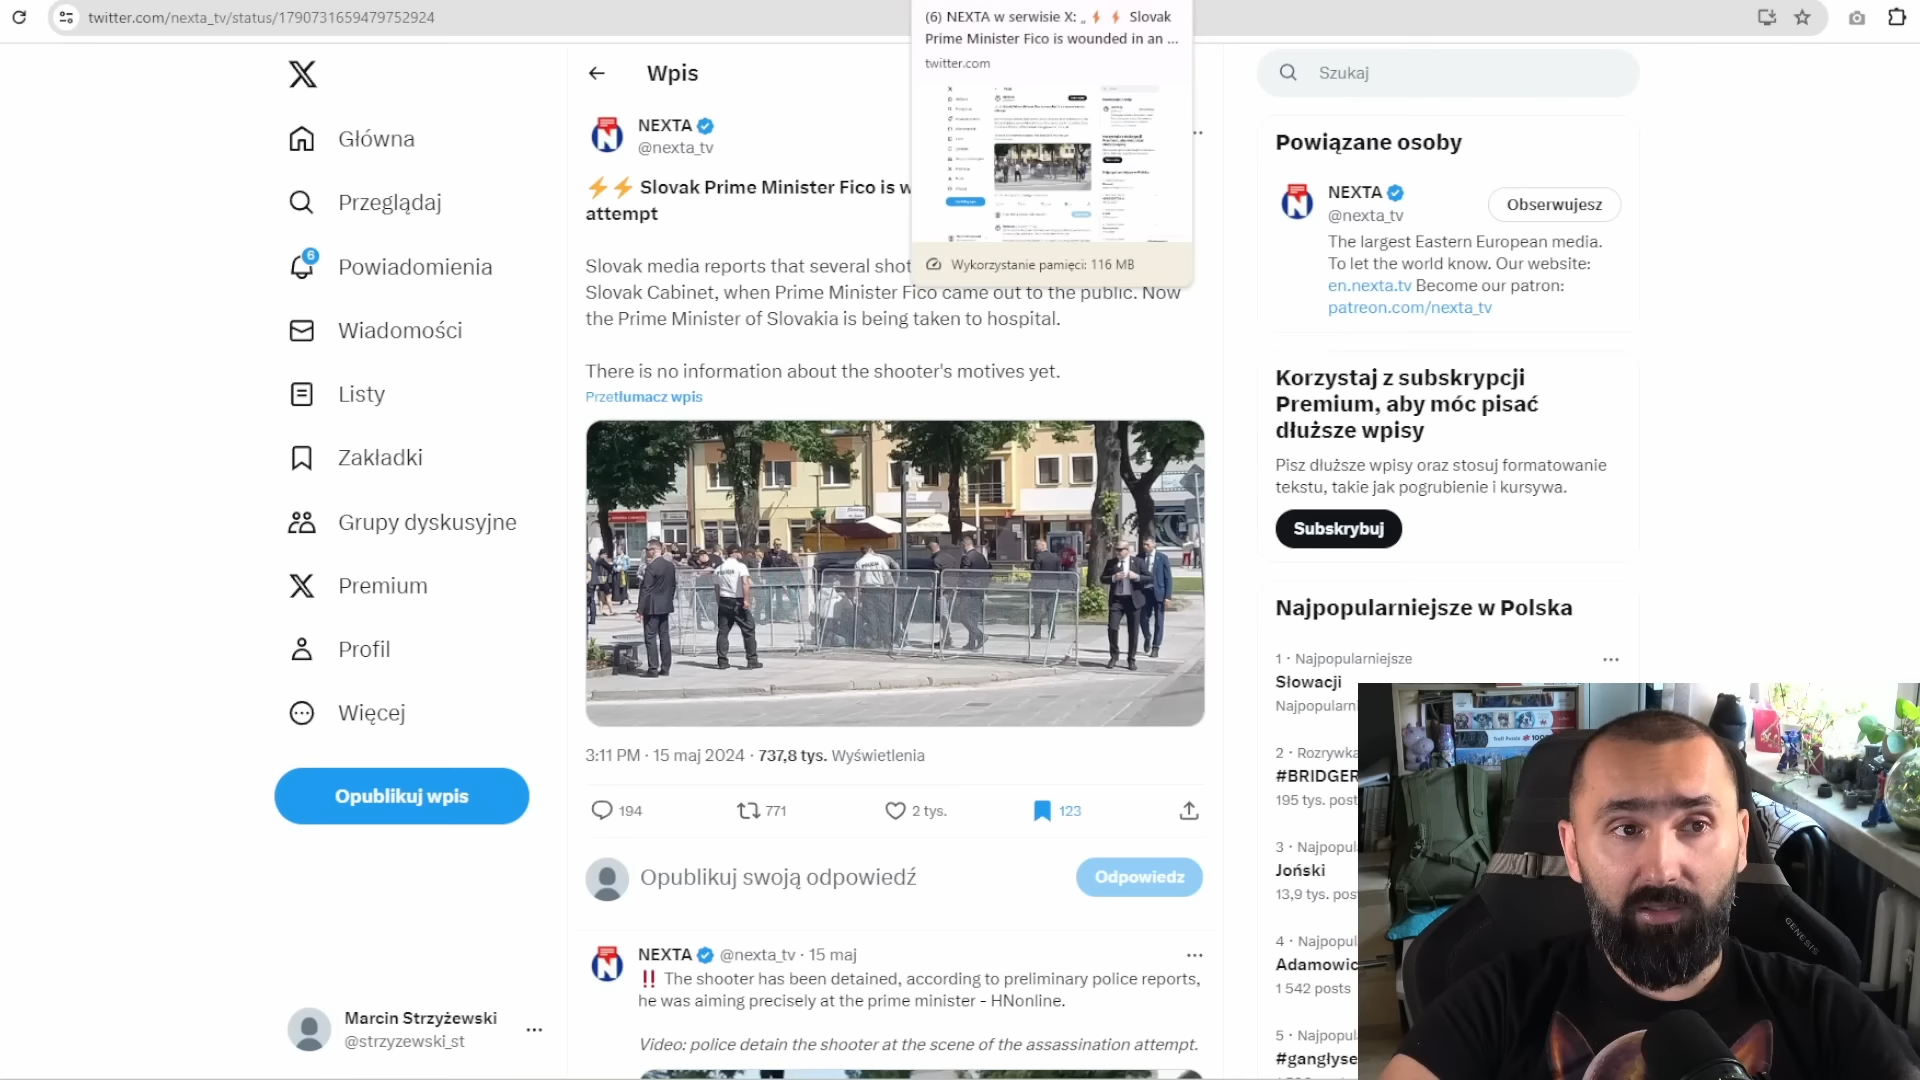 twitter.com/nexta_tv/status/1790731659479752924
(6) NEXTA w serwisie X: „⚡⚡ Slovak
Prime Minister Fico is wounded in an ...
twitter.com
Wykorzystanie pamięci: 116 MB
X
Główna
Przeglądaj
6
Powiadomienia
Wiadomości
Listy
Zakładki
Grupy dyskusyjne
Premium
Profil
Więcej
Opublikuj wpis
Marcin Strzyżewski
@strzyzewski_st
Wpis
NEXTA
@nexta_tv
⚡⚡ Slovak Prime Minister Fico is w
attempt
Slovak media reports that several shot
Slovak Cabinet, when Prime Minister Fico came out to the public. Now
the Prime Minister of Slovakia is being taken to hospital.
There is no information about the shooter's motives yet.
Przetłumacz wpis
POLÍCIA
3:11 PM · 15 maj 2024 · 737,8 tys. Wyświetlenia
194
771
2 tys.
123
Opublikuj swoją odpowiedź
Odpowiedz
NEXTA @nexta_tv · 15 maj
‼ The shooter has been detained, according to preliminary police reports,
he was aiming precisely at the prime minister - HNonline.
Video: police detain the shooter at the scene of the assassination attempt.
Szukaj
Powiązane osoby
NEXTA
@nexta_tv
Obserwujesz
The largest Eastern European media.
To let the world know. Our website:
en.nexta.tv Become our patron:
patreon.com/nexta_tv
Korzystaj z subskrypcji
Premium, aby móc pisać
dłuższe wpisy
Pisz dłuższe wpisy oraz stosuj formatowanie
tekstu, takie jak pogrubienie i kursywa.
Subskrybuj
Najpopularniejsze w Polska
1 · Najpopularniejsze
Słowacji
Najpopularn
2 · Rozrywka
#BRIDGER
195 tys. post
3 · Najpopul
Joński
13,9 tys. pos
4 · Najpopul
Adamowic
1 542 posts
5 · Najpopul
#ganglyse
Trefl Puzzle
GENESIS